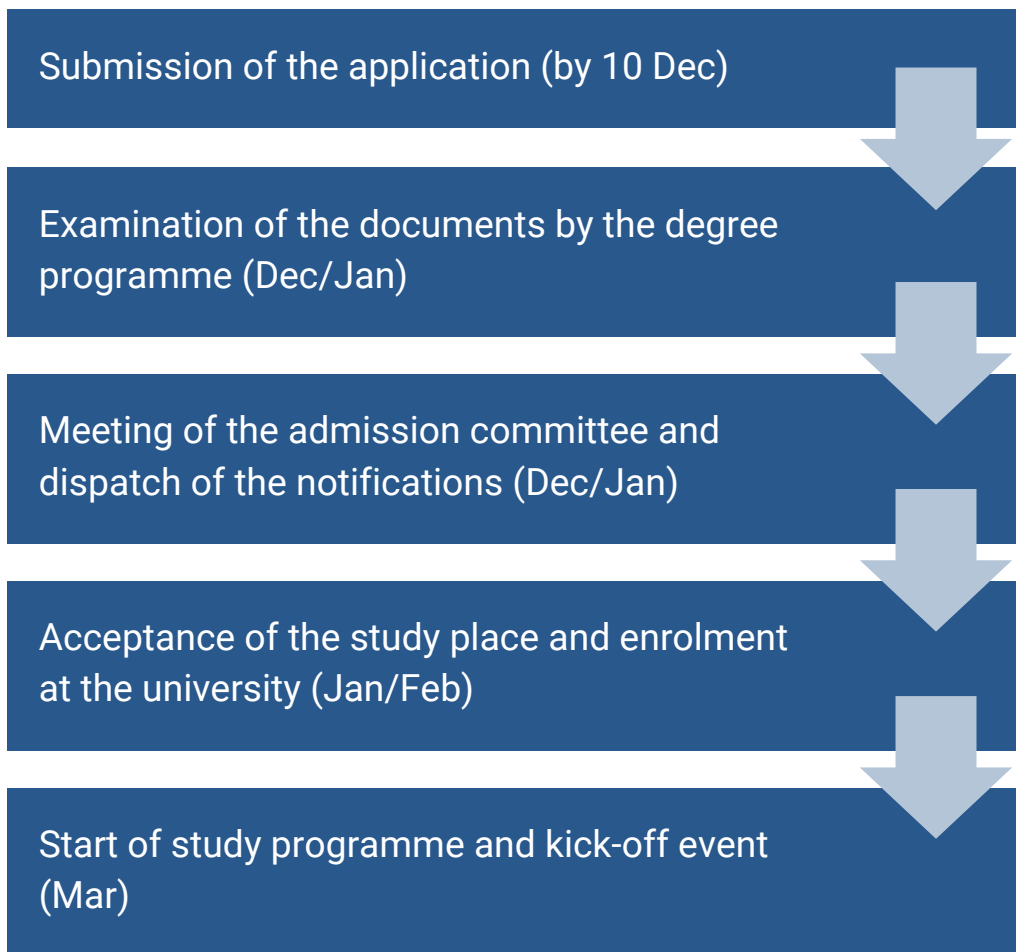 Submission of the application (by 10 Dec)
Examination of the documents by the degree
programme (Dec/Jan)
Meeting of the admission committee and
dispatch of the notifications (Dec/Jan)
Acceptance of the study place and enrolment
at the university (Jan/Feb)
Start of study programme and kick-off event
(Mar)